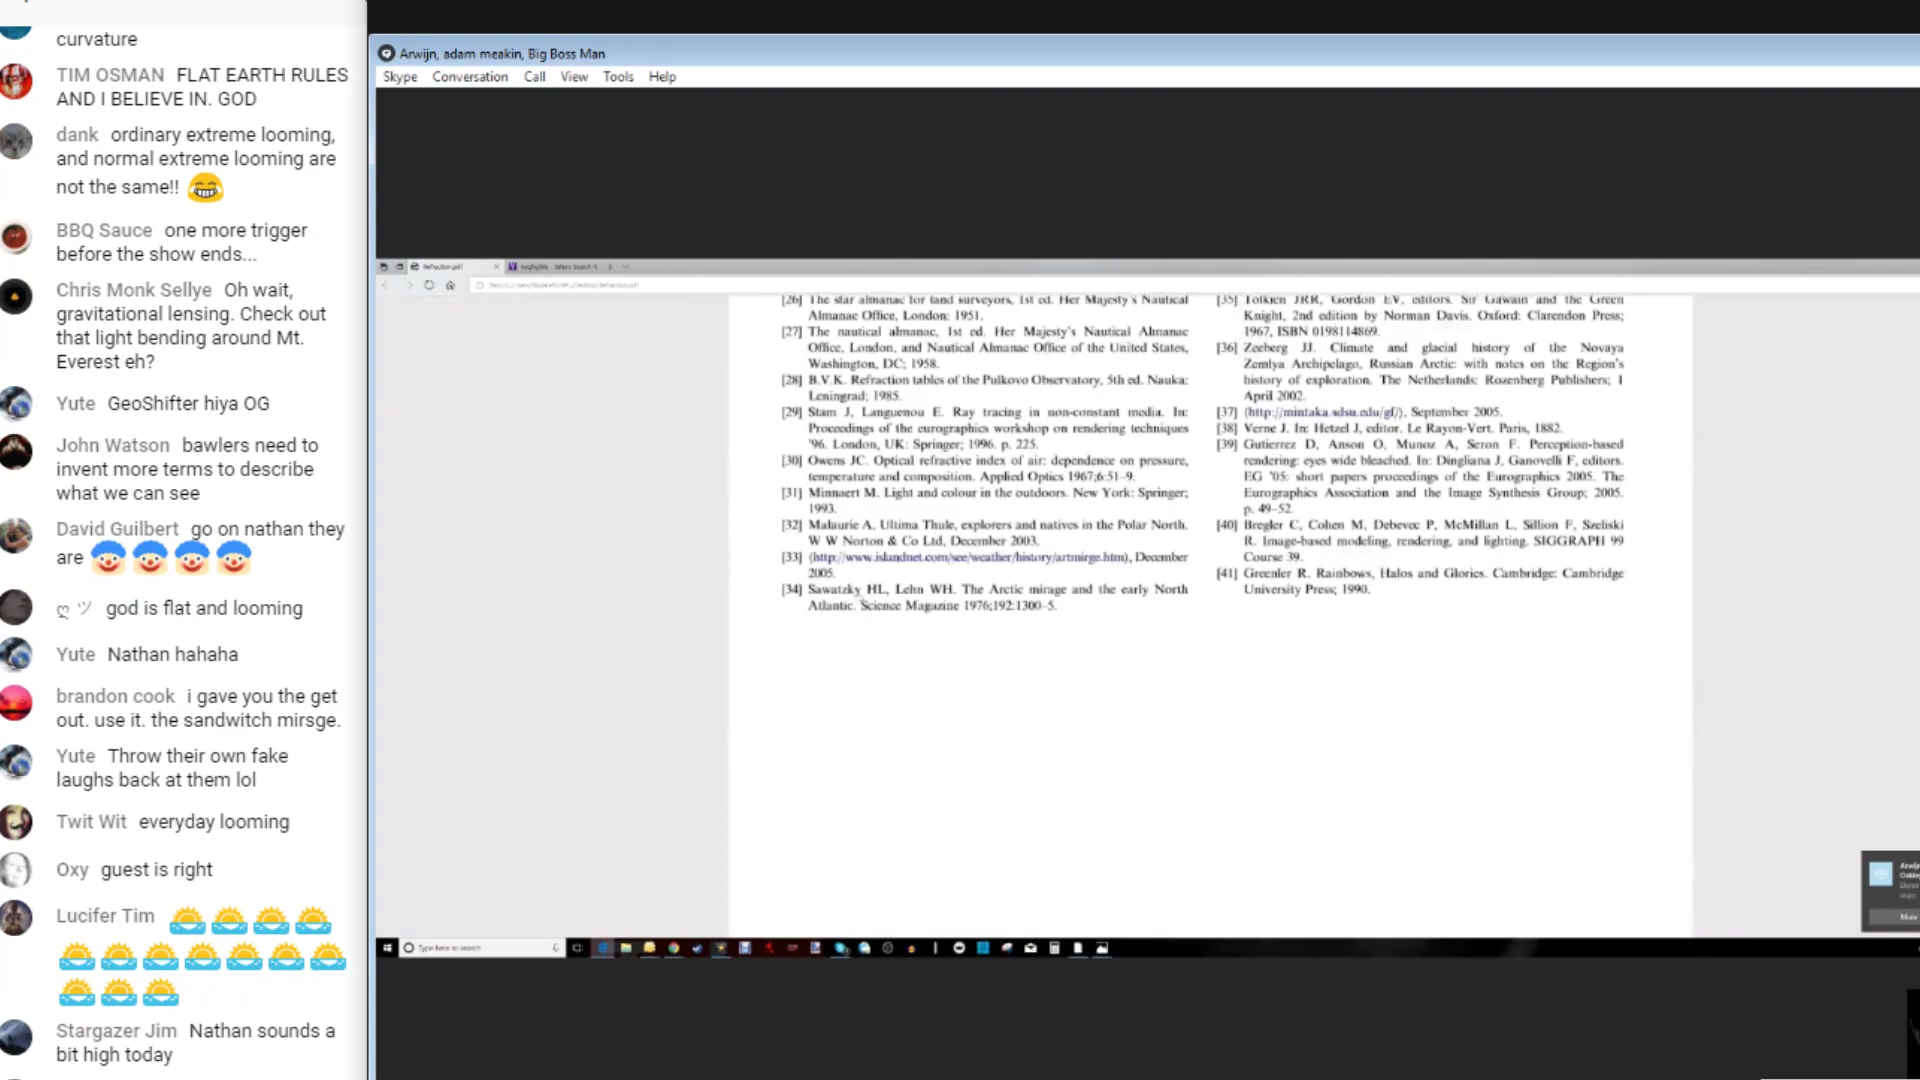 curvature
TIM OSMAN FLAT EARTH RULES
AND I BELIEVE IN. GOD
dank ordinary extreme looming,
and normal extreme looming are
not the same!! 😂
BBQ Sauce one more trigger
before the show ends...
Chris Monk Sellye Oh wait,
gravitational lensing. Check out
that light bending around Mt.
Everest eh?
Yute GeoShifter hiya OG
John Watson bawlers need to
invent more terms to describe
what we can see
David Guilbert go on nathan they
are 🤡🤡🤡🤡
ღ ツ god is flat and looming
Yute Nathan hahaha
brandon cook i gave you the get
out. use it. the sandwitch mirsge.
Yute Throw their own fake
laughs back at them lol
Twit Wit everyday looming
Oxy guest is right
Lucifer Tim
Stargazer Jim Nathan sounds a
bit high today
Arwijn, adam meakin, Big Boss Man
Skype Conversation Call View Tools Help
Refraction.pdf
[26] The star almanac for land surveyors, 1st ed. Her Majesty's Nautical
Almanac Office, London: 1951.
[27] The nautical almanac, 1st ed. Her Majesty's Nautical Almanac
Office, London, and Nautical Almanac Office of the United States,
Washington, DC; 1958.
[28] B.V.K. Refraction tables of the Pulkovo Observatory, 5th ed. Nauka:
Leningrad; 1985.
[29] Stam J, Languenou E. Ray tracing in non-constant media. In:
Proceedings of the eurographics workshop on rendering techniques
'96. London, UK: Springer; 1996. p. 225.
[30] Owens JC. Optical refractive index of air: dependence on pressure,
temperature and composition. Applied Optics 1967;6:51–9.
[31] Minnaert M. Light and colour in the outdoors. New York: Springer;
1993.
[32] Malaurie A. Ultima Thule, explorers and natives in the Polar North.
W W Norton & Co Ltd, December 2003.
[33] ⟨http://www.islandnet.com/see/weather/history/artmirge.htm⟩, December
2005.
[34] Sawatzky HL, Lehn WH. The Arctic mirage and the early North
Atlantic. Science Magazine 1976;192:1300–5.
[35] Tolkien JRR, Gordon EV, editors. Sir Gawain and the Green
Knight, 2nd edition by Norman Davis. Oxford: Clarendon Press;
1967, ISBN 0198114869.
[36] Zeeberg JJ. Climate and glacial history of the Novaya
Zemlya Archipelago, Russian Arctic: with notes on the Region's
history of exploration. The Netherlands: Rozenberg Publishers; 1
April 2002.
[37] ⟨http://mintaka.sdsu.edu/gf/⟩, September 2005.
[38] Verne J. In: Hetzel J, editor. Le Rayon-Vert. Paris, 1882.
[39] Gutierrez D, Anson O, Munoz A, Seron F. Perception-based
rendering: eyes wide bleached. In: Dingliana J, Ganovelli F, editors.
EG '05: short papers proceedings of the Eurographics 2005. The
Eurographics Association and the Image Synthesis Group; 2005.
p. 49–52.
[40] Bregler C, Cohen M, Debevec P, McMillan L, Sillion F, Szeliski
R. Image-based modeling, rendering, and lighting. SIGGRAPH 99
Course 39.
[41] Greenler R. Rainbows, Halos and Glories. Cambridge: Cambridge
University Press; 1990.
Type here to search
Mute